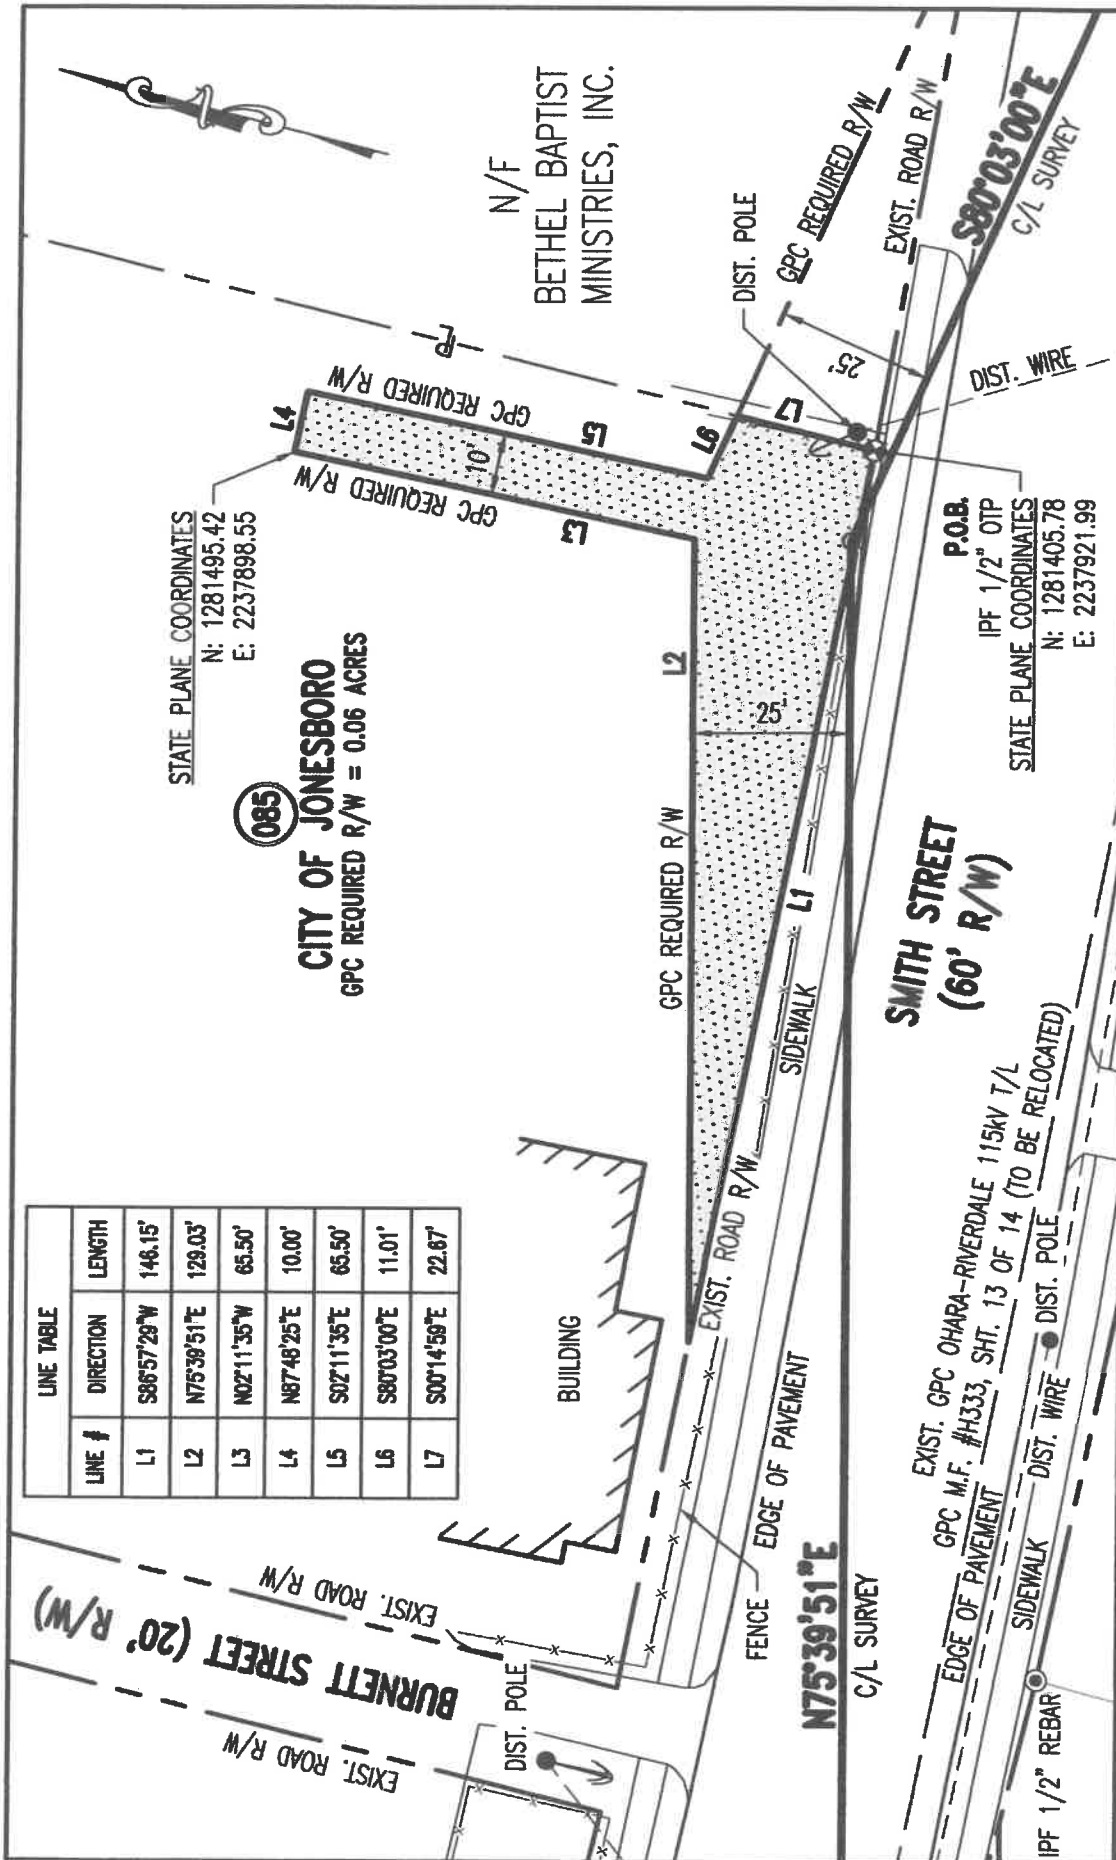 LINE TABLE
LINE # DIRECTION LENGTH
L1 S86°57'29"W 146.15'
L2 N75°39'51"E 129.03'
L3 N02°11'35"W 65.50'
L4 N87°48'25"E 10.00'
L5 S02°11'35"E 65.50'
L6 S80°03'00"E 11.01'
L7 S00°14'59"E 22.67'
BURNETT STREET (20' R/W)
EXIST. ROAD R/W
EXIST. ROAD R/W
DIST. POLE
BUILDING
085
CITY OF JONESBORO
GPC REQUIRED R/W = 0.06 ACRES
STATE PLANE COORDINATES
N: 1281495.42
E: 2237898.55
L4
GPC REQUIRED R/W
GPC REQUIRED R/W
10'
L3
L5
L6
L7
PL
N/F
BETHEL BAPTIST
MINISTRIES, INC.
DIST. POLE
GPC REQUIRED R/W
EXIST. ROAD R/W
25'
S80°03'00"E
C/L SURVEY
DIST. WIRE
GPC REQUIRED R/W
L2
25'
L1
EXIST. ROAD R/W
SIDEWALK
P.O.B.
IPF 1/2" OTP
STATE PLANE COORDINATES
N: 1281405.78
E: 2237921.99
SMITH STREET
(60' R/W)
FENCE
EDGE OF PAVEMENT
N75°39'51"E
C/L SURVEY
EXIST. GPC OHARA-RIVERDALE 115kV T/L
GPC M.F. #H333, SHT. 13 OF 14 (TO BE RELOCATED)
EDGE OF PAVEMENT
SIDEWALK
DIST. WIRE
DIST. POLE
IPF 1/2" REBAR